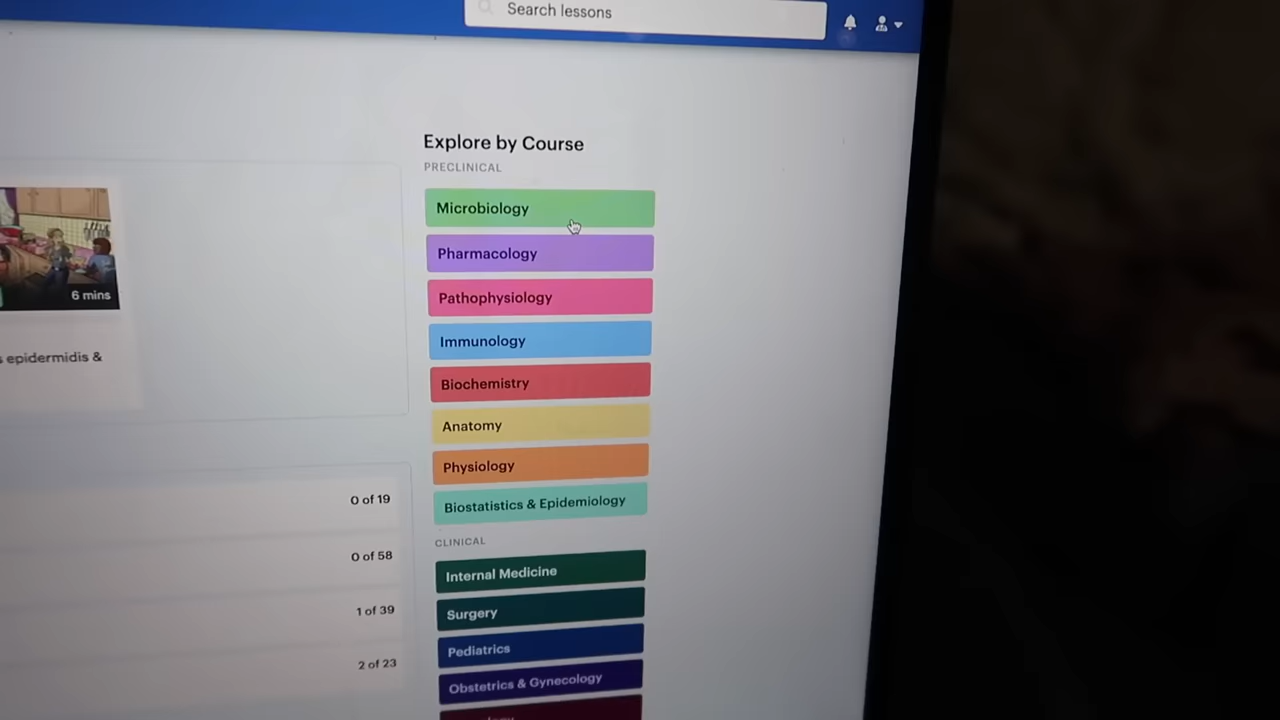 Search lessons
Explore by Course
PRECLINICAL
Microbiology
Pharmacology
6 mins
Pathophysiology
Immunology
epidermidis &
Biochemistry
Anatomy
Physiology
0 of 19
Biostatistics & Epidemiology
CLINICAL
0 of 58
Internal Medicine
1 of 39
Surgery
2 of 23
Pediatrics
Obstetrics & Gynecology